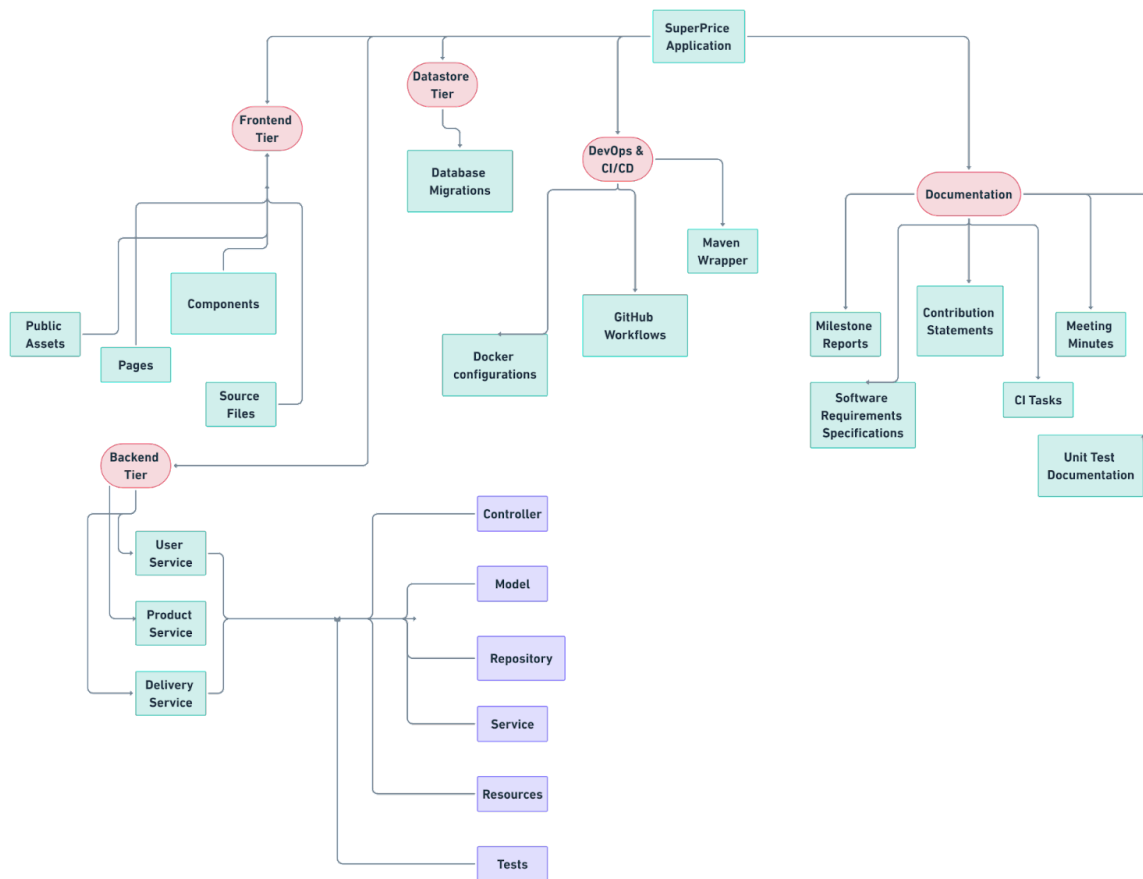 SuperPrice
Application
Datastore
Tier
Frontend
Tier
DevOps &
CI/CD
Database
Migrations
Documentation
Maven
Wrapper
Components
GitHub
Workflows
Contribution
Statements
Public
Assets
Milestone
Reports
Meeting
Minutes
Pages
Docker
configurations
Source
Files
Software
Requirements
Specifications
CI Tasks
Unit Test
Documentation
Backend
Tier
Controller
User
Service
Model
Product
Service
Repository
Delivery
Service
Service
Resources
Tests